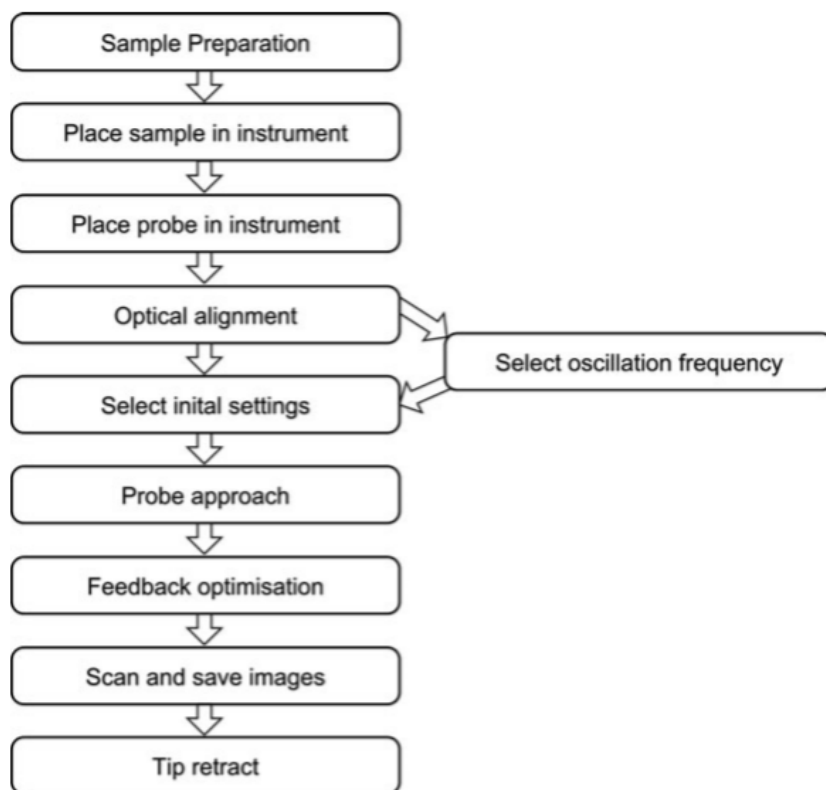 Sample Preparation
Place sample in instrument
Place probe in instrument
Optical alignment
Select oscillation frequency
Select inital settings
Probe approach
Feedback optimisation
Scan and save images
Tip retract